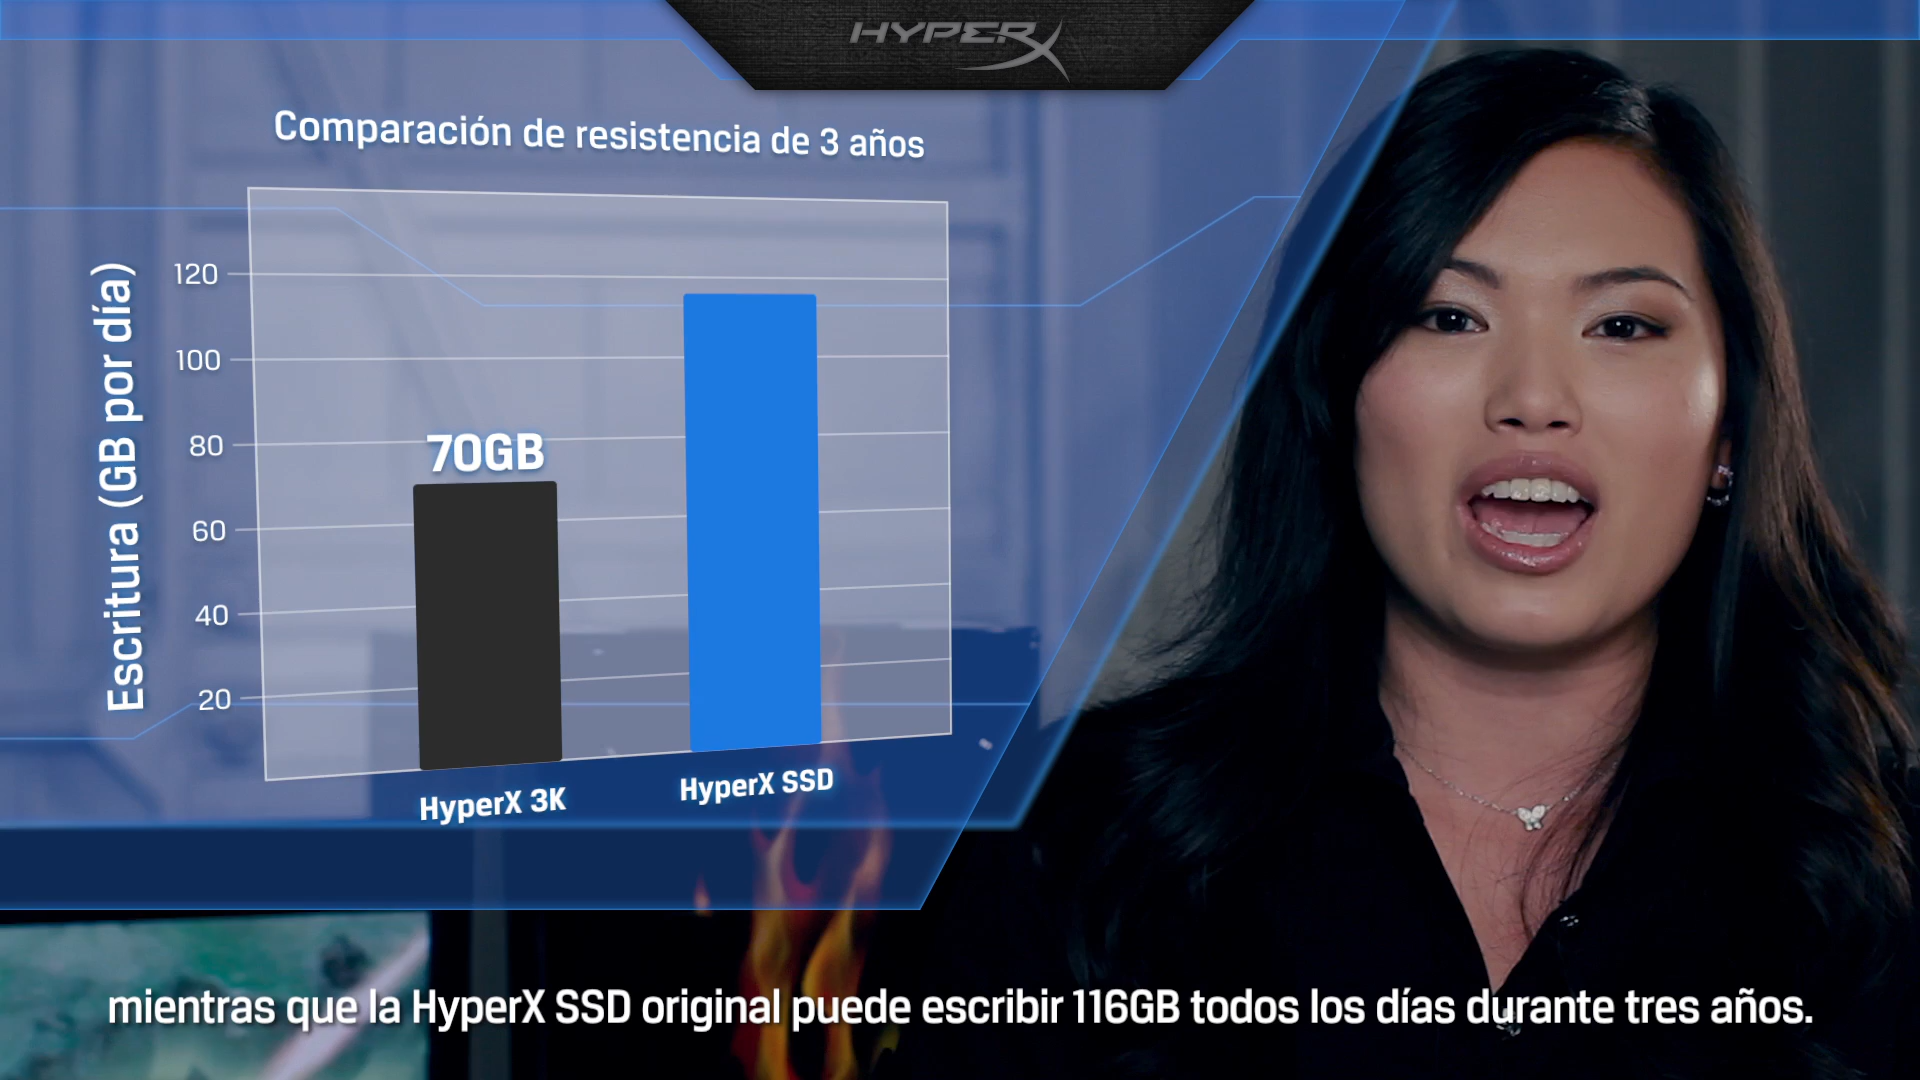 HYPERX
Comparación de resistencia de 3 años
Escritura (GB por día)
120
100
80
60
40
20
70GB
HyperX 3K
HyperX SSD
mientras que la HyperX SSD original puede escribir 116GB todos los días durante tres años.